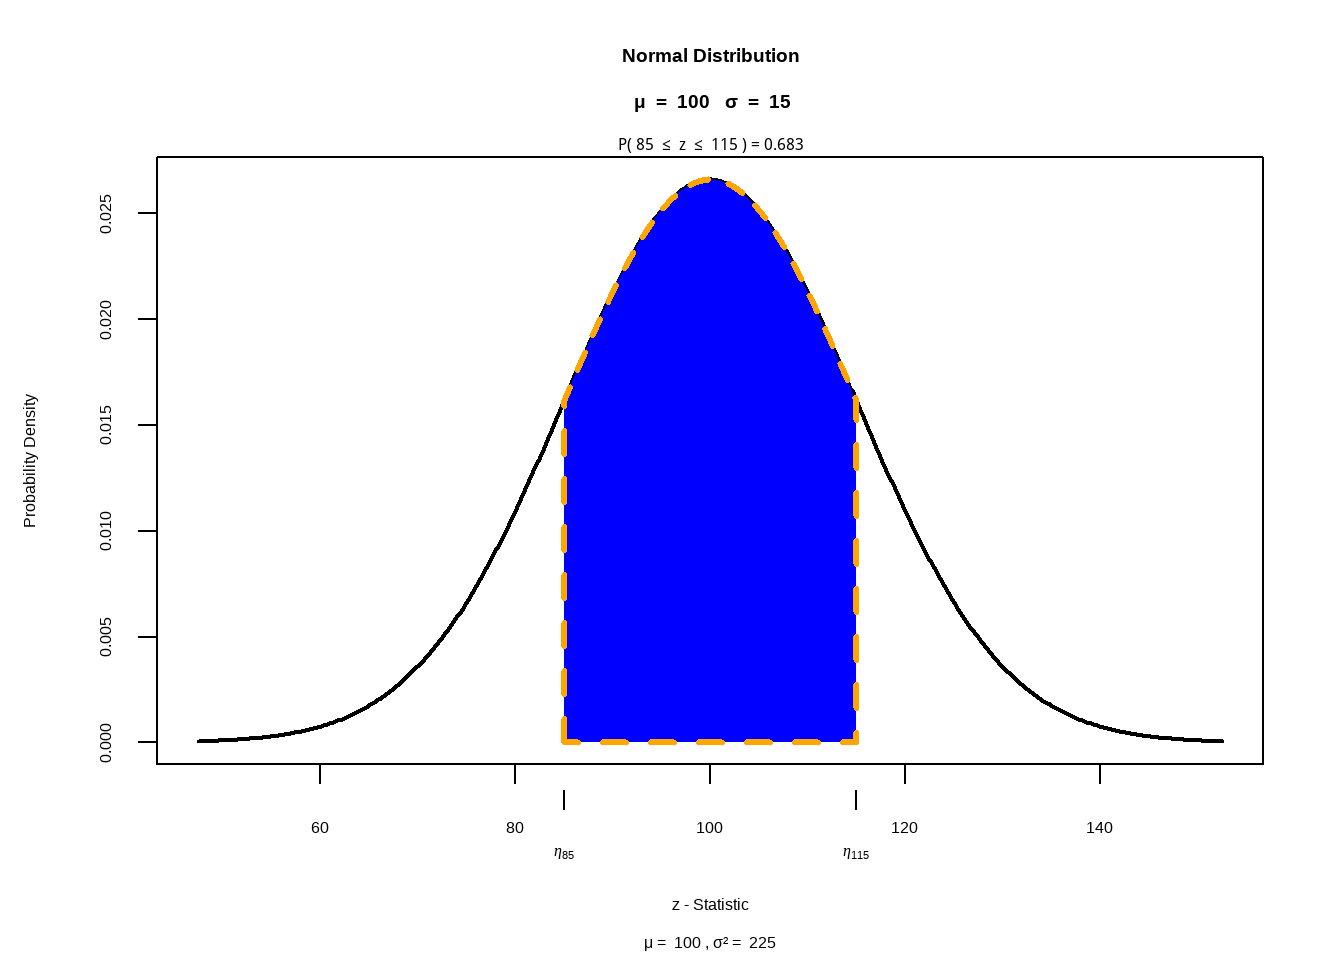 Normal Distribution
μ = 100 σ = 15
P( 85 ≤ z ≤ 115 ) = 0.683
Probability Density
0.025
0.020
0.015
0.010
0.005
0.000
60 80 100 120 140
η85 η115
z - Statistic
μ = 100 , σ² = 225